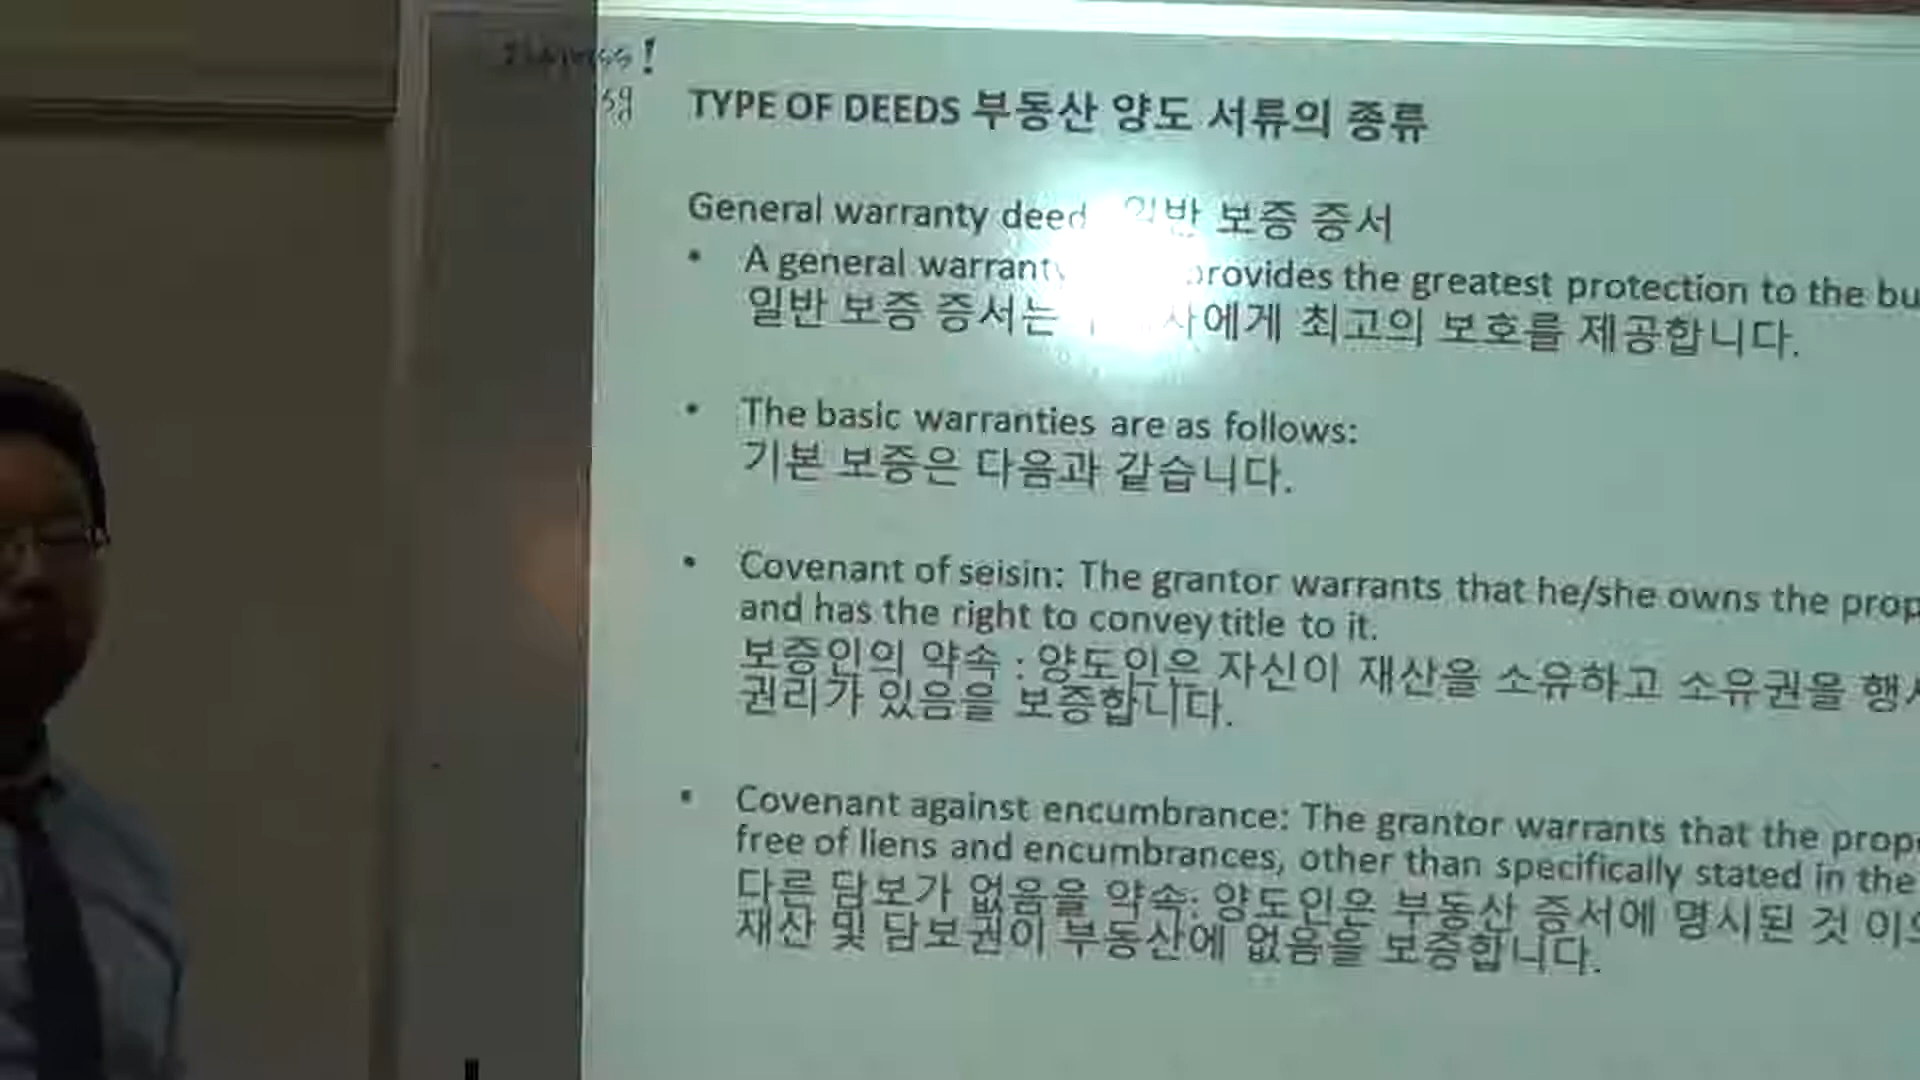 TYPE OF DEEDS 부동산 양도 서류의 종류
General warranty deed 일반 보증 증서
• A general warranty provides the greatest protection to the
일반 보증 증서는 에게 최고의 보호를 제공합니다.
• The basic warranties are as follows:
기본 보증은 다음과 같습니다.
• Covenant of seisin: The grantor warrants that he/she owns the
and has the right to convey title to it.
보증인의 약속 : 양도인은 자신이 재산을 소유하고 소유권을
권리가 있음을 보증합니다.
• Covenant against encumbrance: The grantor warrants that the
free of liens and encumbrances, other than specifically stated in the
다른 담보가 없음을 약속: 양도인은 부동산 증서에 명시된 것
재산 및 담보권이 부동산에 없음을 보증합니다.